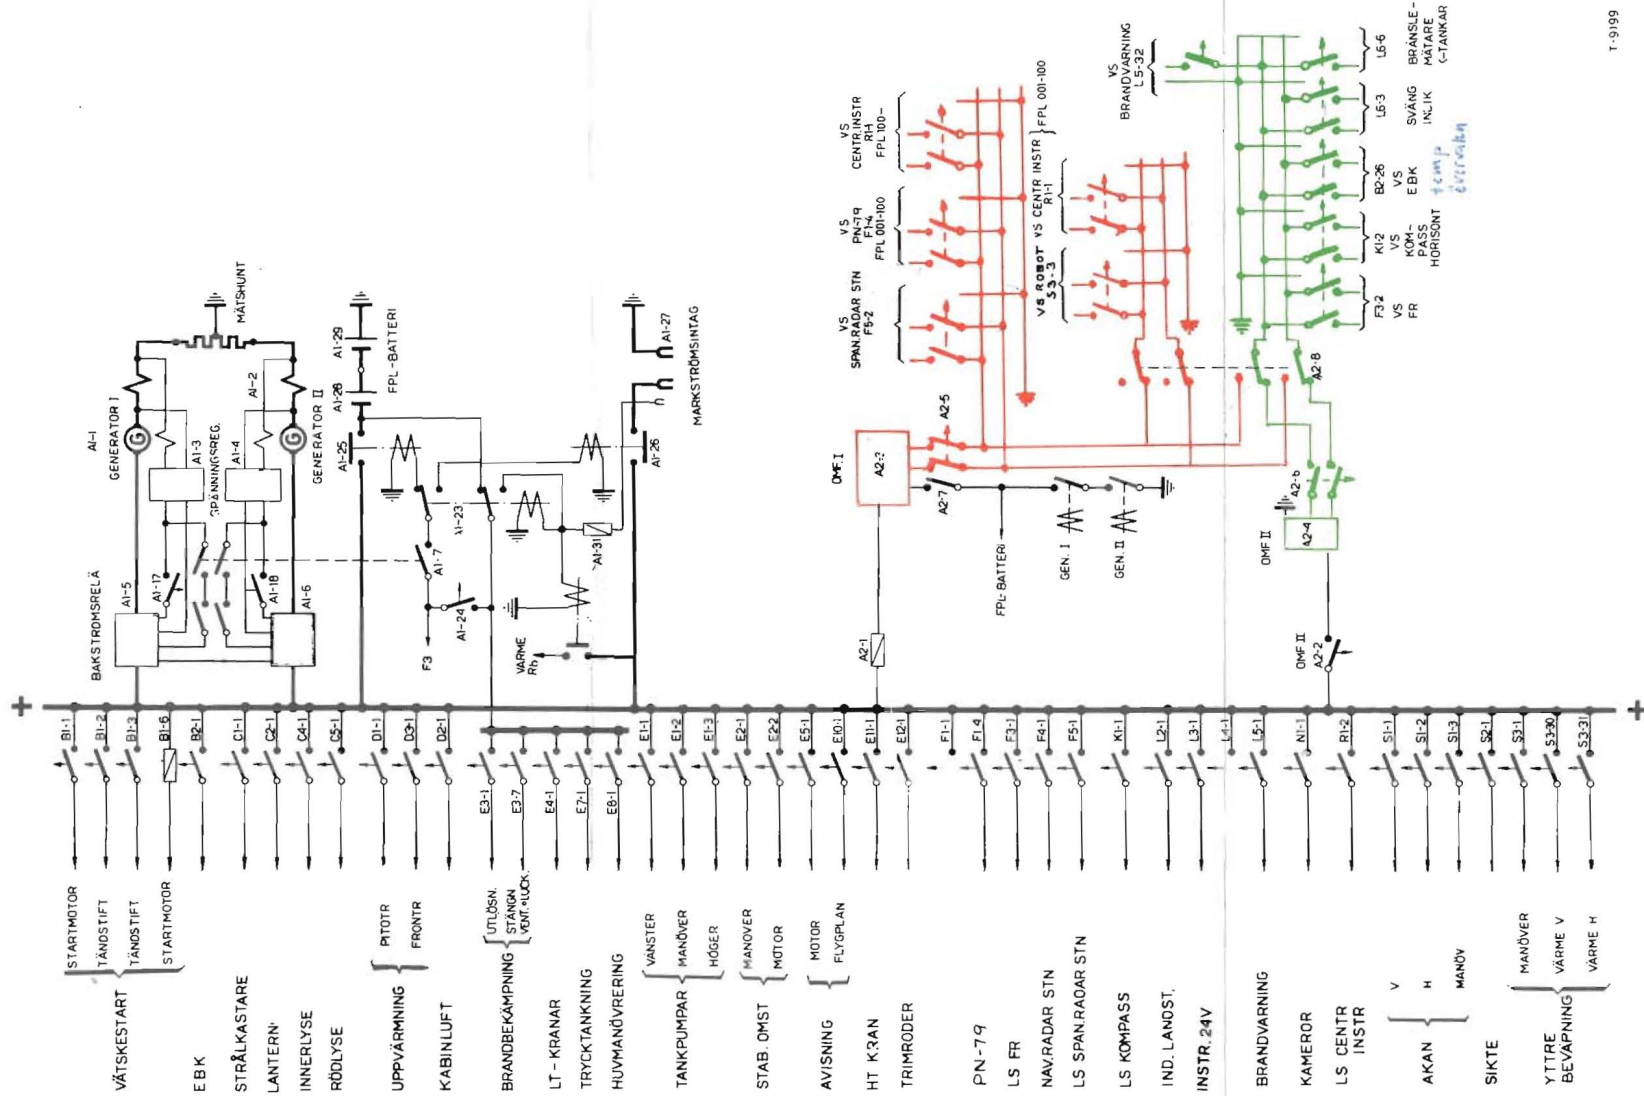 T-9199
+
+
A1-1
GENERATOR I
A1-3
SPÄNNINGSREG.
A1-4
A1-2
GENERATOR II
MÄTSHUNT
BAKSTRÖMSRELÄ
A1-5
A1-17
A1-18
A1-6
A1-25
A1-28
A1-29
FPL-BATTERI
A1-23
A1-7
A1-24
F3
A1-31
VÄRME
Rb
A1-26
A1-27
MARKSTRÖMSINTAG
OMF. I
A2-3
A2-5
A2-7
A2-1
FPL-BATTERI
GEN. I
GEN. II
OMF II
A2-4
A2-6
A2-8
OMF II
A2-2
VS
SPAN.RADAR STN
F5-2
VS
PN-79
F1-4
FPL 001-100
VS
CENTR.INSTR
R1-1
FPL 100-
VS ROBOT
S3-3
VS CENTR INSTR
R1-1
FPL 001-100
VS
BRANDVARNING
L5-32
F3-2
VS
FR
K1-2
VS
KOM-
PASS
HORISONT
B2-26
VS
EBK
temp
övervakn
L6-3
SVÄNG
L6-6
BRÄNSLE-
MÄTARE
-TANKAR
B1-1
B1-2
B1-3
B1-6
B2-1
C1-1
C2-1
C4-1
C5-1
D1-1
D3-1
D2-1
E3-1
E3-7
E4-1
E7-1
E8-1
E1-1
E1-2
E1-3
E2-1
E2-2
E5-1
E10-1
E11-1
E12-1
F1-1
F1-4
F3-1
F4-1
F5-1
K1-1
L2-1
L3-1
L4-1
L5-1
N1-1
R1-2
S1-1
S1-2
S1-3
S2-1
S3-1
S3-30
S3-31
STARTMOTOR
TÄNDSTIFT
TÄNDSTIFT
STARTMOTOR
VÄTSKESTART
EBK
STRÅLKASTARE
LANTERN.
INNERLYSE
RÖDLYSE
PITOTR
FRONTR
UPPVÄRMNING
KABINLUFT
UTLÖSN.
STÄNGN
VENT.LUCK.
BRANDBEKÄMPNING
LT-KRANAR
TRYCKTANKNING
HUVMANÖVRERING
VÄNSTER
MANÖVER
HÖGER
TANKPUMPAR
MANÖVER
MOTOR
STAB. OMST
MOTOR
FLYGPLAN
AVISNING
HT KRAN
TRIMRODER
PN-79
LS FR
NAV.RADAR STN
LS SPAN.RADAR STN
LS KOMPASS
IND. LANDST.
INSTR. 24V
BRANDVARNING
KAMEROR
LS CENTR
INSTR
V
H
MANÖV
AKAN
SIKTE
MANÖVER
VÄRME V
VÄRME H
YTTRE
BEVÄPNING